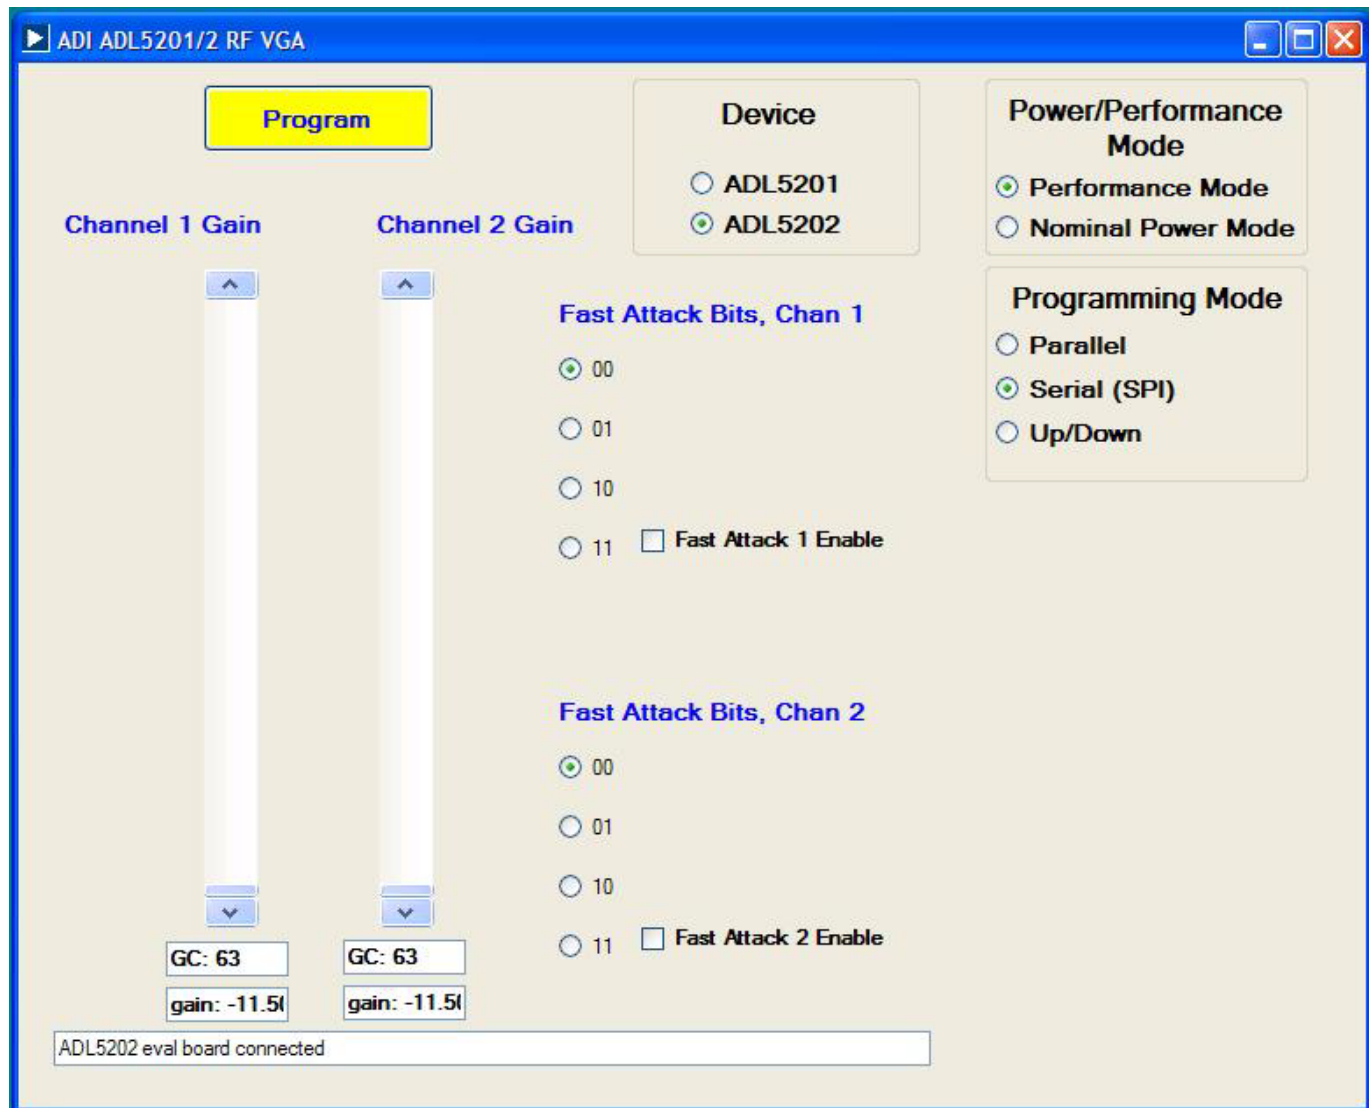 ADI ADL5201/2 RF VGA
Program
Device
ADL5201
ADL5202
Power/Performance
Mode
Performance Mode
Nominal Power Mode
Channel 1 Gain
Channel 2 Gain
Programming Mode
Parallel
Serial (SPI)
Up/Down
Fast Attack Bits, Chan 1
00
01
10
11
Fast Attack 1 Enable
Fast Attack Bits, Chan 2
00
01
10
11
Fast Attack 2 Enable
GC: 63
GC: 63
gain: -11.50
gain: -11.50
ADL5202 eval board connected